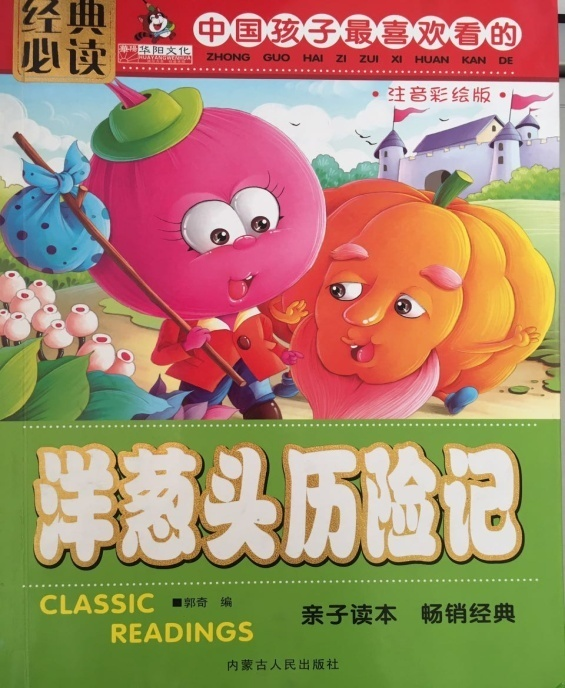 经典
必读
华阳文化
HUAYANGWENHUA
中国孩子最喜欢看的
ZHONG GUO HAI ZI ZUI XI HUAN KAN DE
·注音彩绘版·
洋葱头历险记
CLASSIC
READINGS
■郭奇 编
亲子读本 畅销经典
内蒙古人民出版社